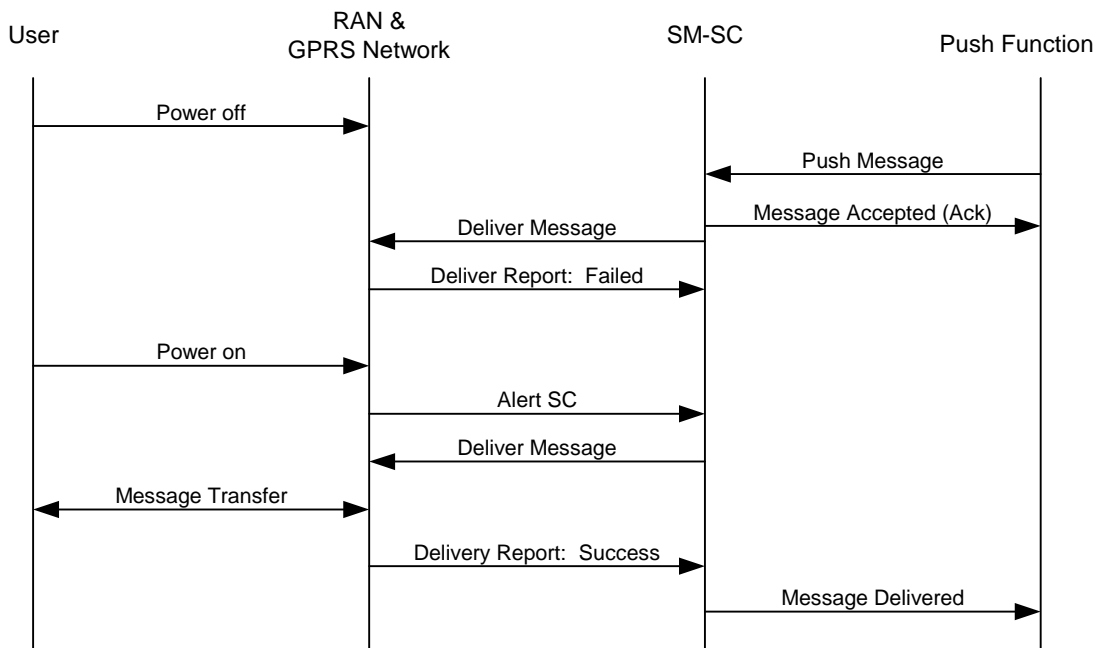 User
RAN &
GPRS Network
SM-SC
Push Function
Power off
Push Message
Message Accepted (Ack)
Deliver Message
Deliver Report:  Failed
Power on
Alert SC
Deliver Message
Message Transfer
Delivery Report:  Success
Message Delivered